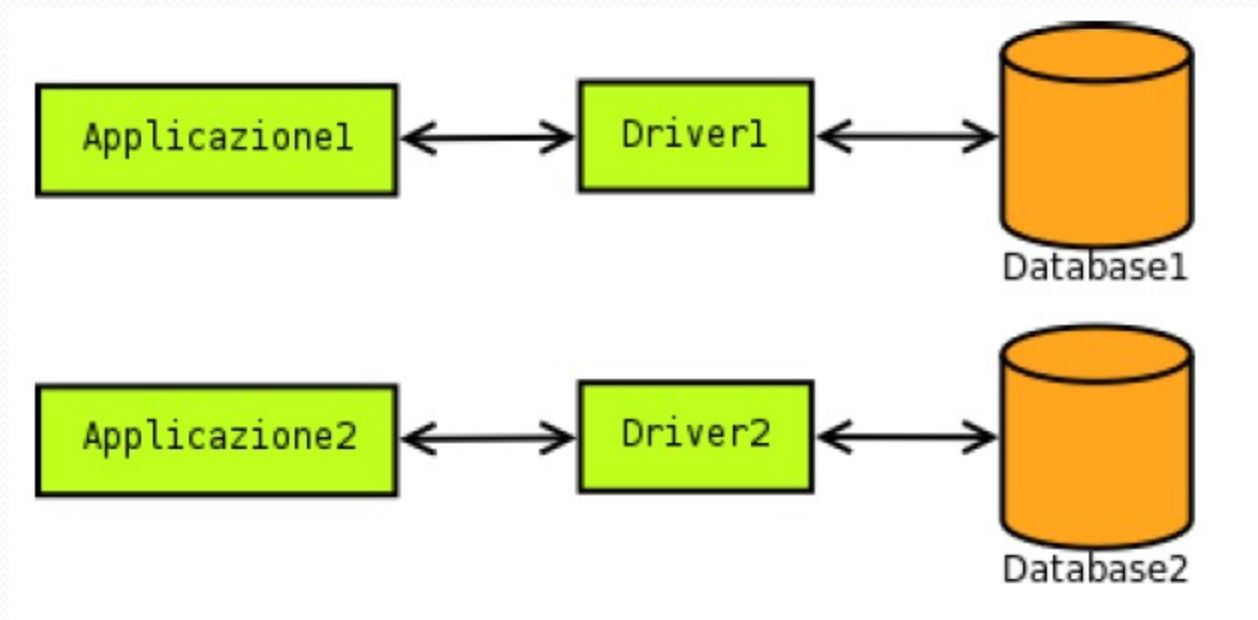 Applicazione1
Driver1
Database1
Applicazione2
Driver2
Database2